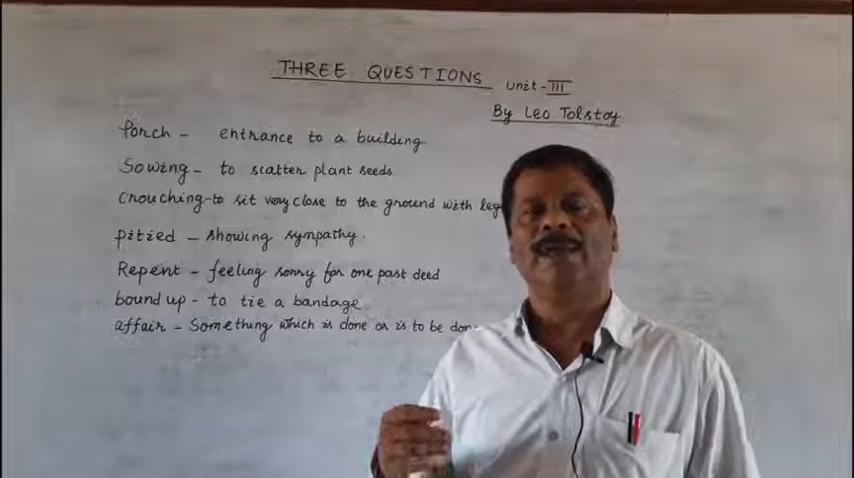 THREE QUESTIONS Unit - III
By Leo Tolstoy
Porch - entrance to a building
Sowing - to scatter plant seeds
Crouching - to sit very close to the ground with leg
Pitied - showing sympathy.
Repent - feeling sorry for one past deed
bound up - to tie a bandage
affair - Something which is done or is to be don